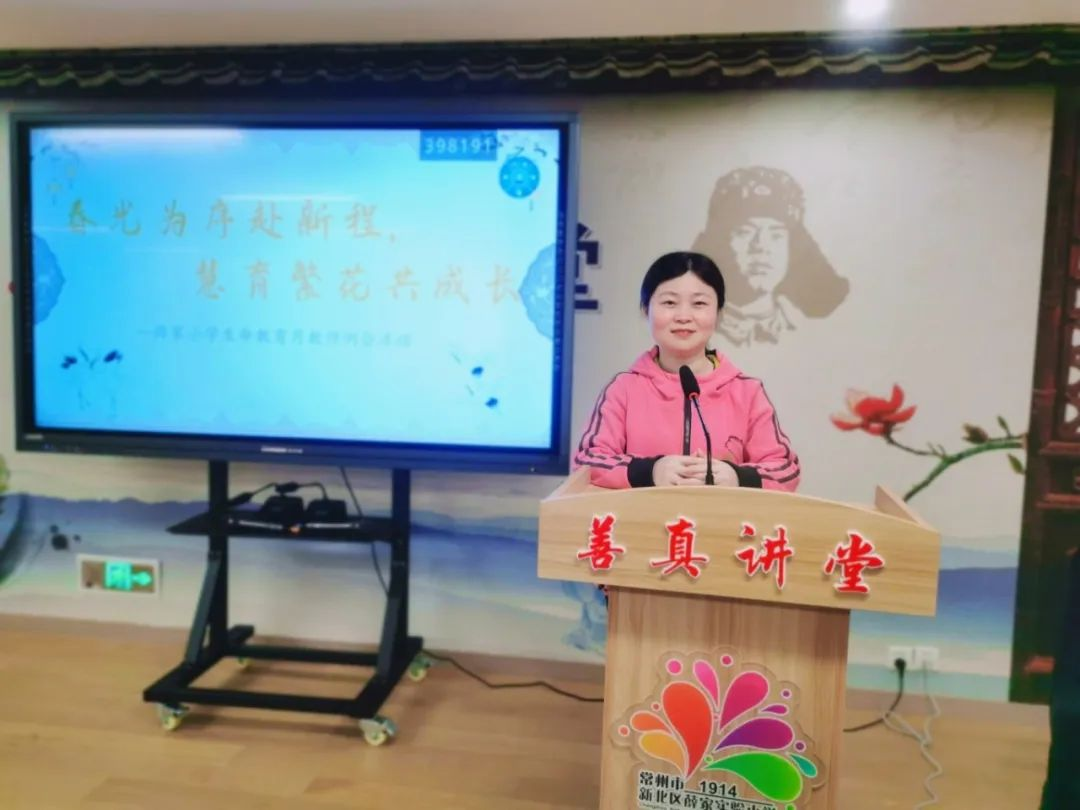 398191
春光为序赴新程，
慧育繁花共成长
堂
善真讲堂
常州市 1914
新北区薛家实验小学